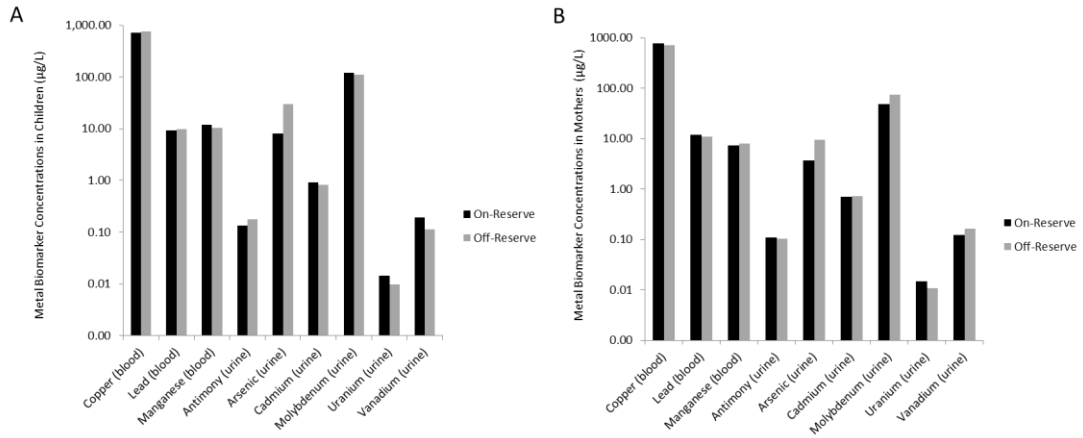 A
Metal Biomarker Concentrations in Children (µg/L)
1,000.00
100.00
10.00
1.00
0.10
0.01
0.00
Copper (blood)
Lead (blood)
Manganese (blood)
Antimony (urine)
Arsenic (urine)
Cadmium (urine)
Molybdenum (urine)
Uranium (urine)
Vanadium (urine)
On-Reserve
Off-Reserve
B
Metal Biomarker Concentrations in Mothers (µg/L)
1000.00
100.00
10.00
1.00
0.10
0.01
0.00
Copper (blood)
Lead (blood)
Manganese (blood)
Antimony (urine)
Arsenic (urine)
Cadmium (urine)
Molybdenum (urine)
Uranium (urine)
Vanadium (urine)
On-Reserve
Off-Reserve